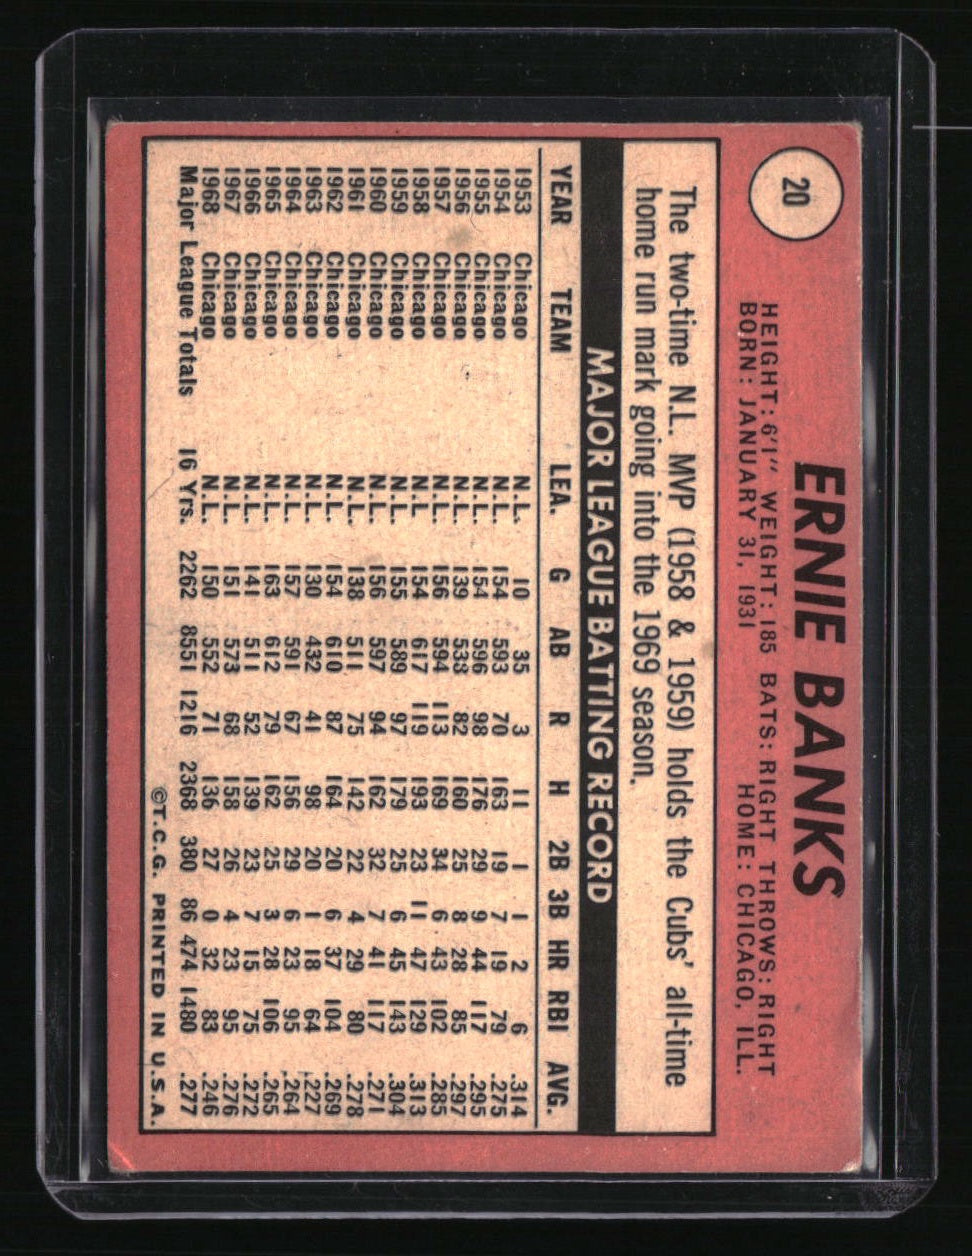 20
ERNIE BANKS
HEIGHT: 6'1" WEIGHT: 185 BATS: RIGHT THROWS: RIGHT
BORN: JANUARY 31, 1931 HOME: CHICAGO, ILL.
The two-time N.L. MVP (1958 & 1959) holds the Cubs' all-time
home run mark going into the 1969 season.
MAJOR LEAGUE BATTING RECORD
YEAR TEAM LEA. G AB R H 2B 3B HR RBI AVG.
1953 Chicago N.L. 10 35 3 11 1 1 2 6 .314
1954 Chicago N.L. 154 593 70 163 19 7 19 79 .275
1955 Chicago N.L. 154 596 98 176 29 9 44 117 .295
1956 Chicago N.L. 139 538 82 160 25 8 28 85 .297
1957 Chicago N.L. 156 594 113 169 34 6 43 102 .285
1958 Chicago N.L. 154 617 119 193 23 11 47 129 .313
1959 Chicago N.L. 155 589 97 179 25 6 45 143 .304
1960 Chicago N.L. 156 597 94 162 32 7 41 117 .271
1961 Chicago N.L. 138 511 75 142 22 4 29 80 .278
1962 Chicago N.L. 154 610 87 164 20 6 37 104 .269
1963 Chicago N.L. 130 432 41 98 20 1 18 64 .227
1964 Chicago N.L. 157 591 67 156 29 6 23 95 .264
1965 Chicago N.L. 163 612 79 162 25 3 28 106 .265
1966 Chicago N.L. 141 511 52 139 23 7 15 75 .272
1967 Chicago N.L. 151 573 68 158 26 4 23 95 .276
1968 Chicago N.L. 150 552 71 136 27 0 32 83 .246
Major League Totals 16 Yrs. 2262 8551 1216 2368 380 86 474 1480 .277
©T.C.G. PRINTED IN U.S.A.